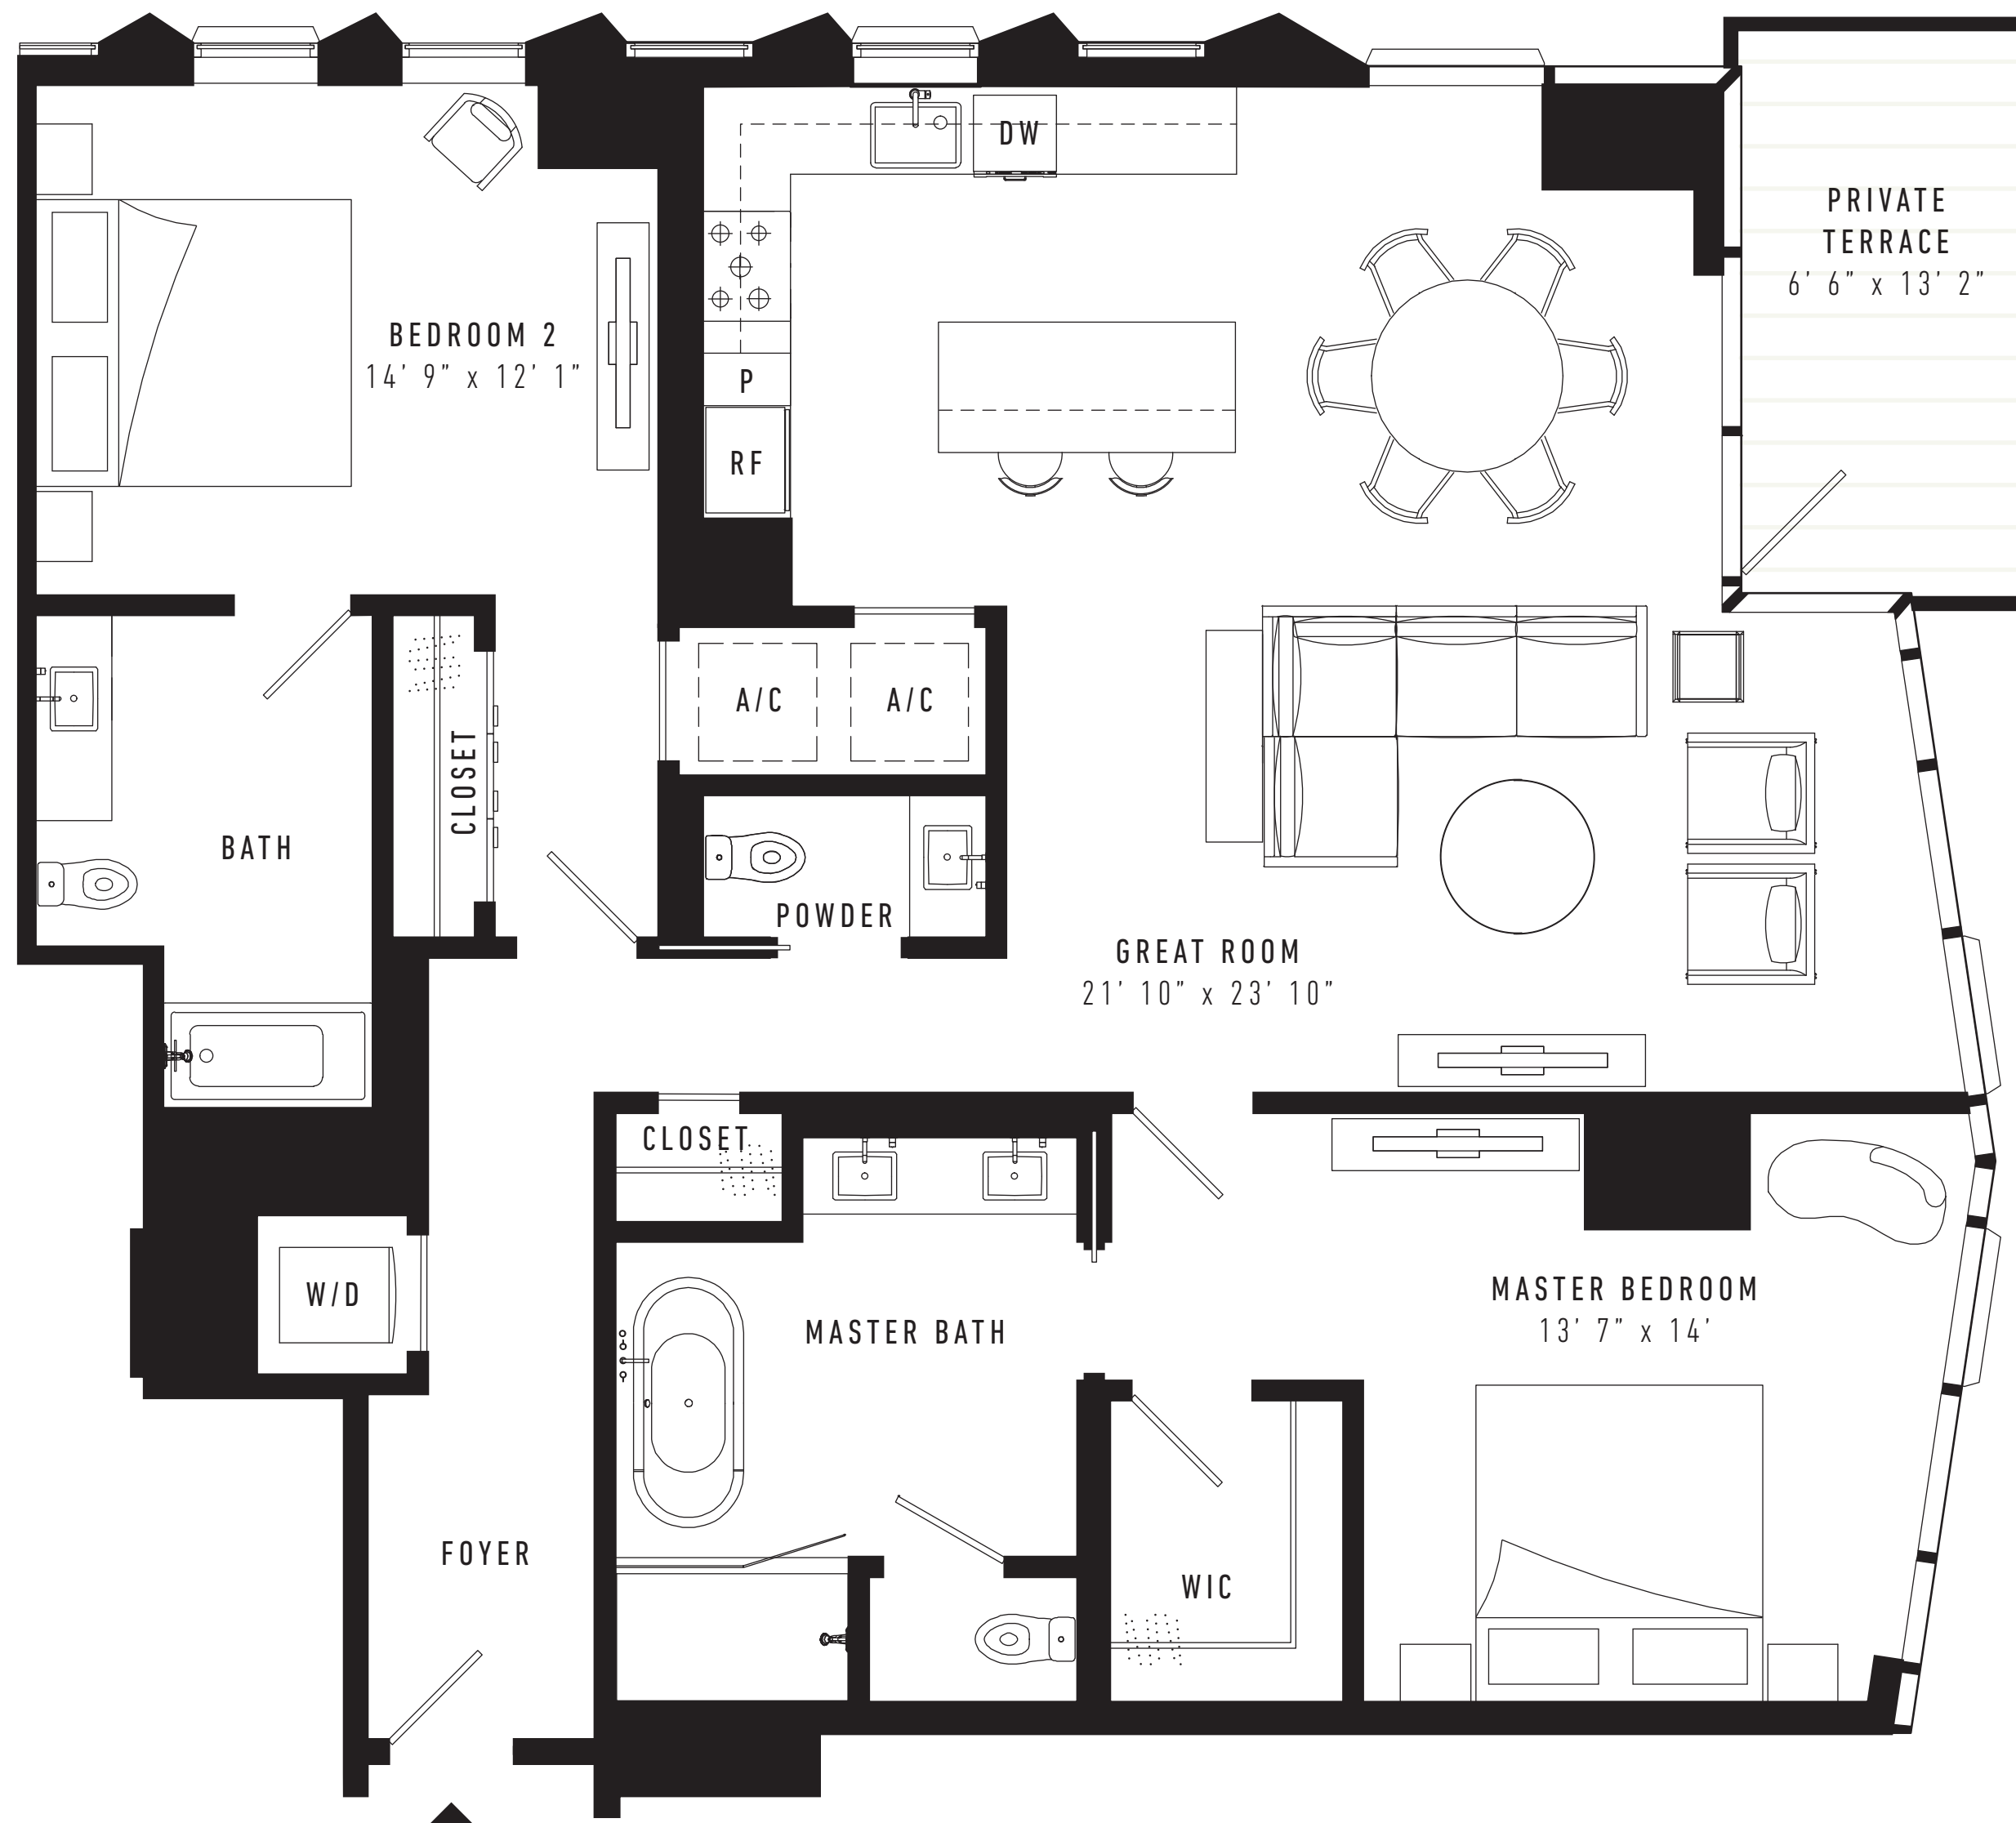 DW
PRIVATE
TERRACE
6' 6" x 13' 2"
BEDROOM 2
14' 9" x 12' 1"
P
RF
A/C
A/C
CLOSET
BATH
POWDER
GREAT ROOM
21' 10" x 23' 10"
CLOSET
W/D
MASTER BATH
MASTER BEDROOM
13' 7" x 14'
FOYER
WIC